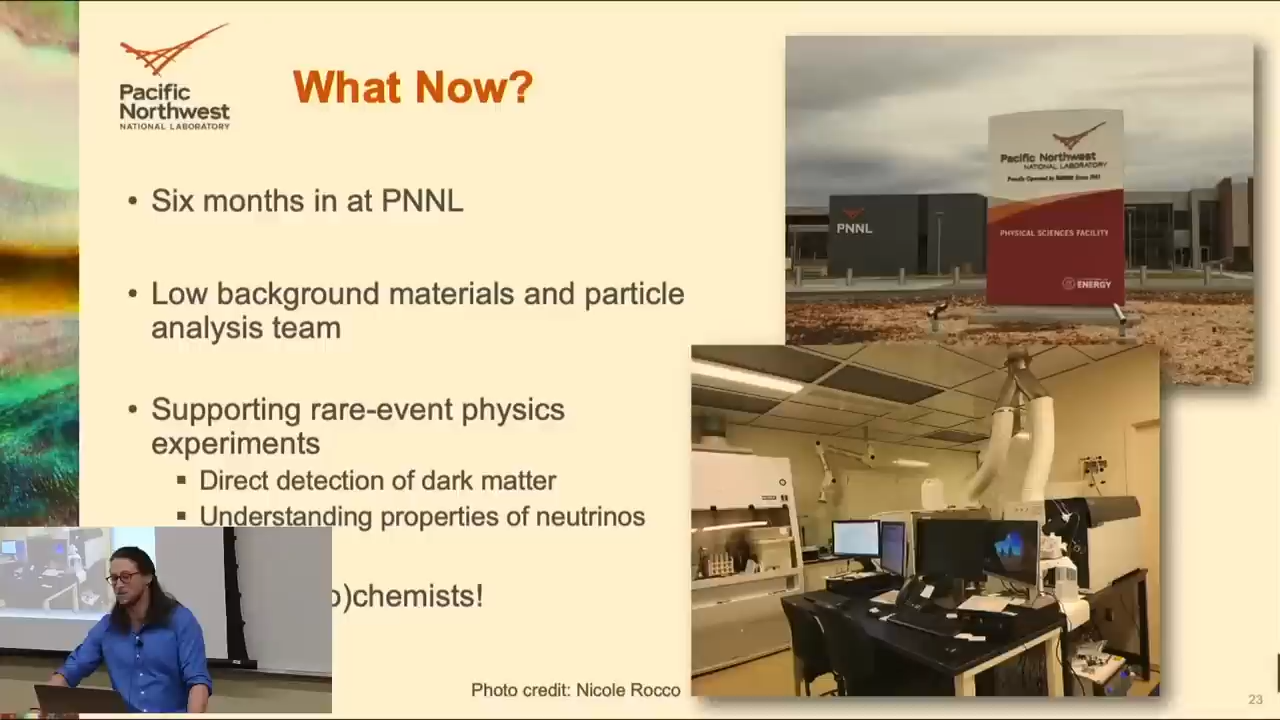 Pacific
Northwest
NATIONAL LABORATORY
What Now?
• Six months in at PNNL
• Low background materials and particle
analysis team
• Supporting rare-event physics
experiments
▪ Direct detection of dark matter
▪ Understanding properties of neutrinos
o)chemists!
Photo credit: Nicole Rocco
Pacific Northwest
NATIONAL LABORATORY
PNNL
PHYSICAL SCIENCES FACILITY
ENERGY
23